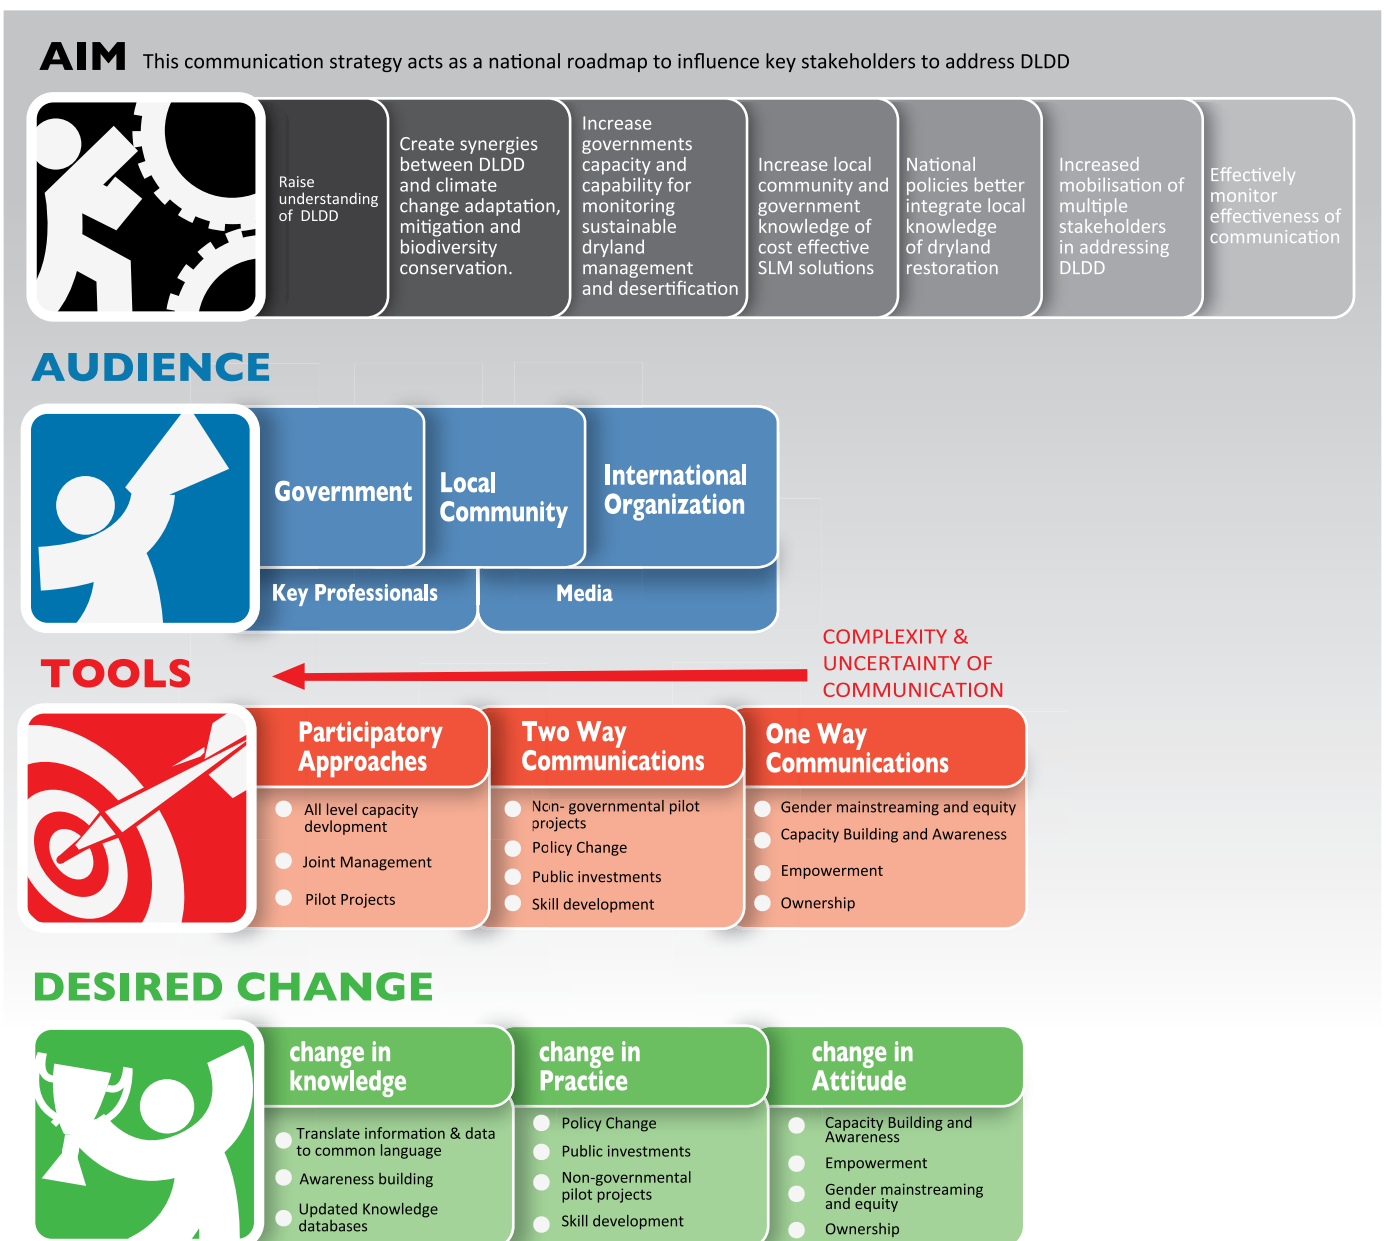 AIM This communication strategy acts as a national roadmap to influence key stakeholders to address DLDD
Raise
understanding
of DLDD
Create synergies
between DLDD
and climate
change adaptation,
mitigation and
biodiversity
conservation.
Increase
governments
capacity and
capability for
monitoring
sustainable
dryland
management
and desertification
Increase local
community and
government
knowledge of
cost effective
SLM solutions
National
policies better
integrate local
knowledge
of dryland
restoration
Increased
mobilisation of
multiple
stakeholders
in addressing
DLDD
Effectively
monitor
effectiveness of
communication
AUDIENCE
Government
Local
Community
International
Organization
Key Professionals
Media
TOOLS
COMPLEXITY &
UNCERTAINTY OF
COMMUNICATION
Participatory
Approaches
All level capacity
devlopment
Joint Management
Pilot Projects
Two Way
Communications
Non- governmental pilot
projects
Policy Change
Public investments
Skill development
One Way
Communications
Gender mainstreaming and equity
Capacity Building and Awareness
Empowerment
Ownership
DESIRED CHANGE
change in
knowledge
Translate information & data
to common language
Awareness building
Updated Knowledge
databases
change in
Practice
Policy Change
Public investments
Non-governmental
pilot projects
Skill development
change in
Attitude
Capacity Building and
Awareness
Empowerment
Gender mainstreaming
and equity
Ownership